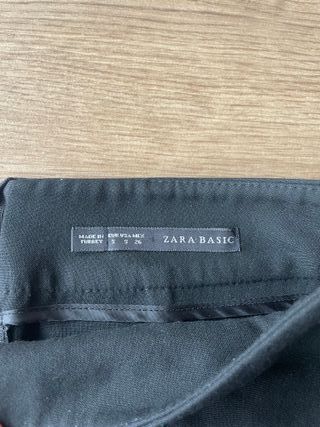 MADE IN TURKEY
EUR USA MEX
S S 26
ZARA BASIC